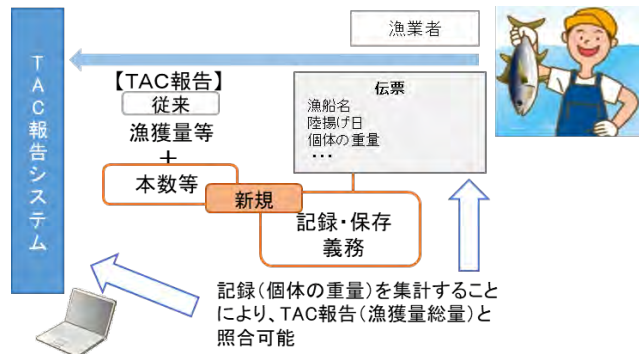 TAC報告システム
漁業者
【TAC報告】
従来
漁獲量等
+
本数等
伝票
漁船名
陸揚げ日
個体の重量
・・・
新規
記録・保存
義務
記録(個体の重量)を集計すること
により、TAC報告(漁獲量総量)と
照合可能